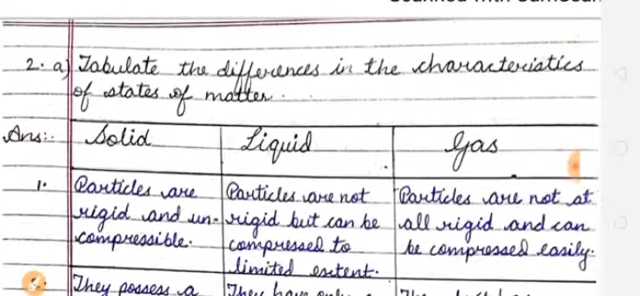 2. a) Tabulate the differences in the characteristics
of states of matter.
Ans:- Solid Liquid Gas
1. Particles are rigid and un-compressible.
Particles are not rigid but can be compressed to limited extent.
Particles are not at all rigid and can be compressed easily.
They possess a
They have only